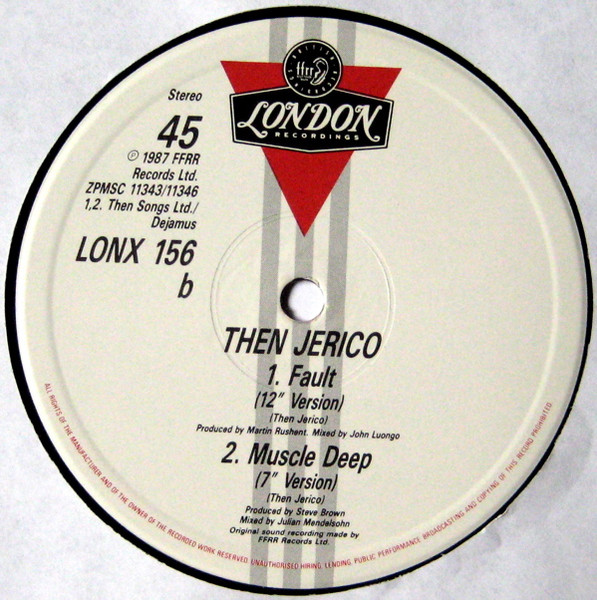 ffrr
LONDON
RECORDINGS
Stereo
45
℗ 1987 FFRR
Records Ltd.
ZPMSC 11343/11346
1,2. Then Songs Ltd./
Dejamus
LONX 156
b
THEN JERICO
1. Fault
(12" Version)
(Then Jerico)
Produced by Martin Rushent. Mixed by John Luongo
2. Muscle Deep
(7" Version)
(Then Jerico)
Produced by Steve Brown
Mixed by Julian Mendelsohn
Original sound recording made by
FFRR Records Ltd.
ALL RIGHTS OF THE MANUFACTURER AND OF THE OWNER OF THE RECORDED WORK RESERVED. UNAUTHORISED HIRING, LENDING, PUBLIC PERFORMANCE BROADCASTING AND COPYING OF THIS RECORD PROHIBITED